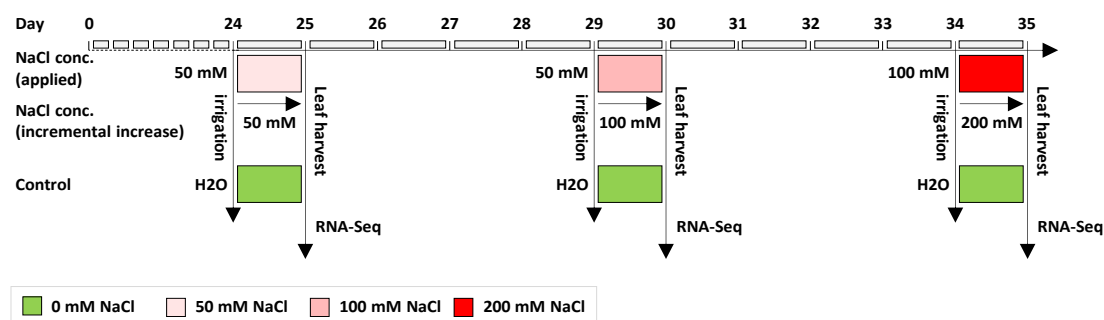 Day 0 24 25 26 27 28 29 30 31 32 33 34 35
NaCl conc.
(applied)
50 mM 50 mM 100 mM
NaCl conc.
(incremental increase)
50 mM 100 mM 200 mM
irrigation
Leaf harvest
irrigation
Leaf harvest
irrigation
Leaf harvest
Control H2O H2O H2O
RNA-Seq RNA-Seq RNA-Seq
0 mM NaCl 50 mM NaCl 100 mM NaCl 200 mM NaCl